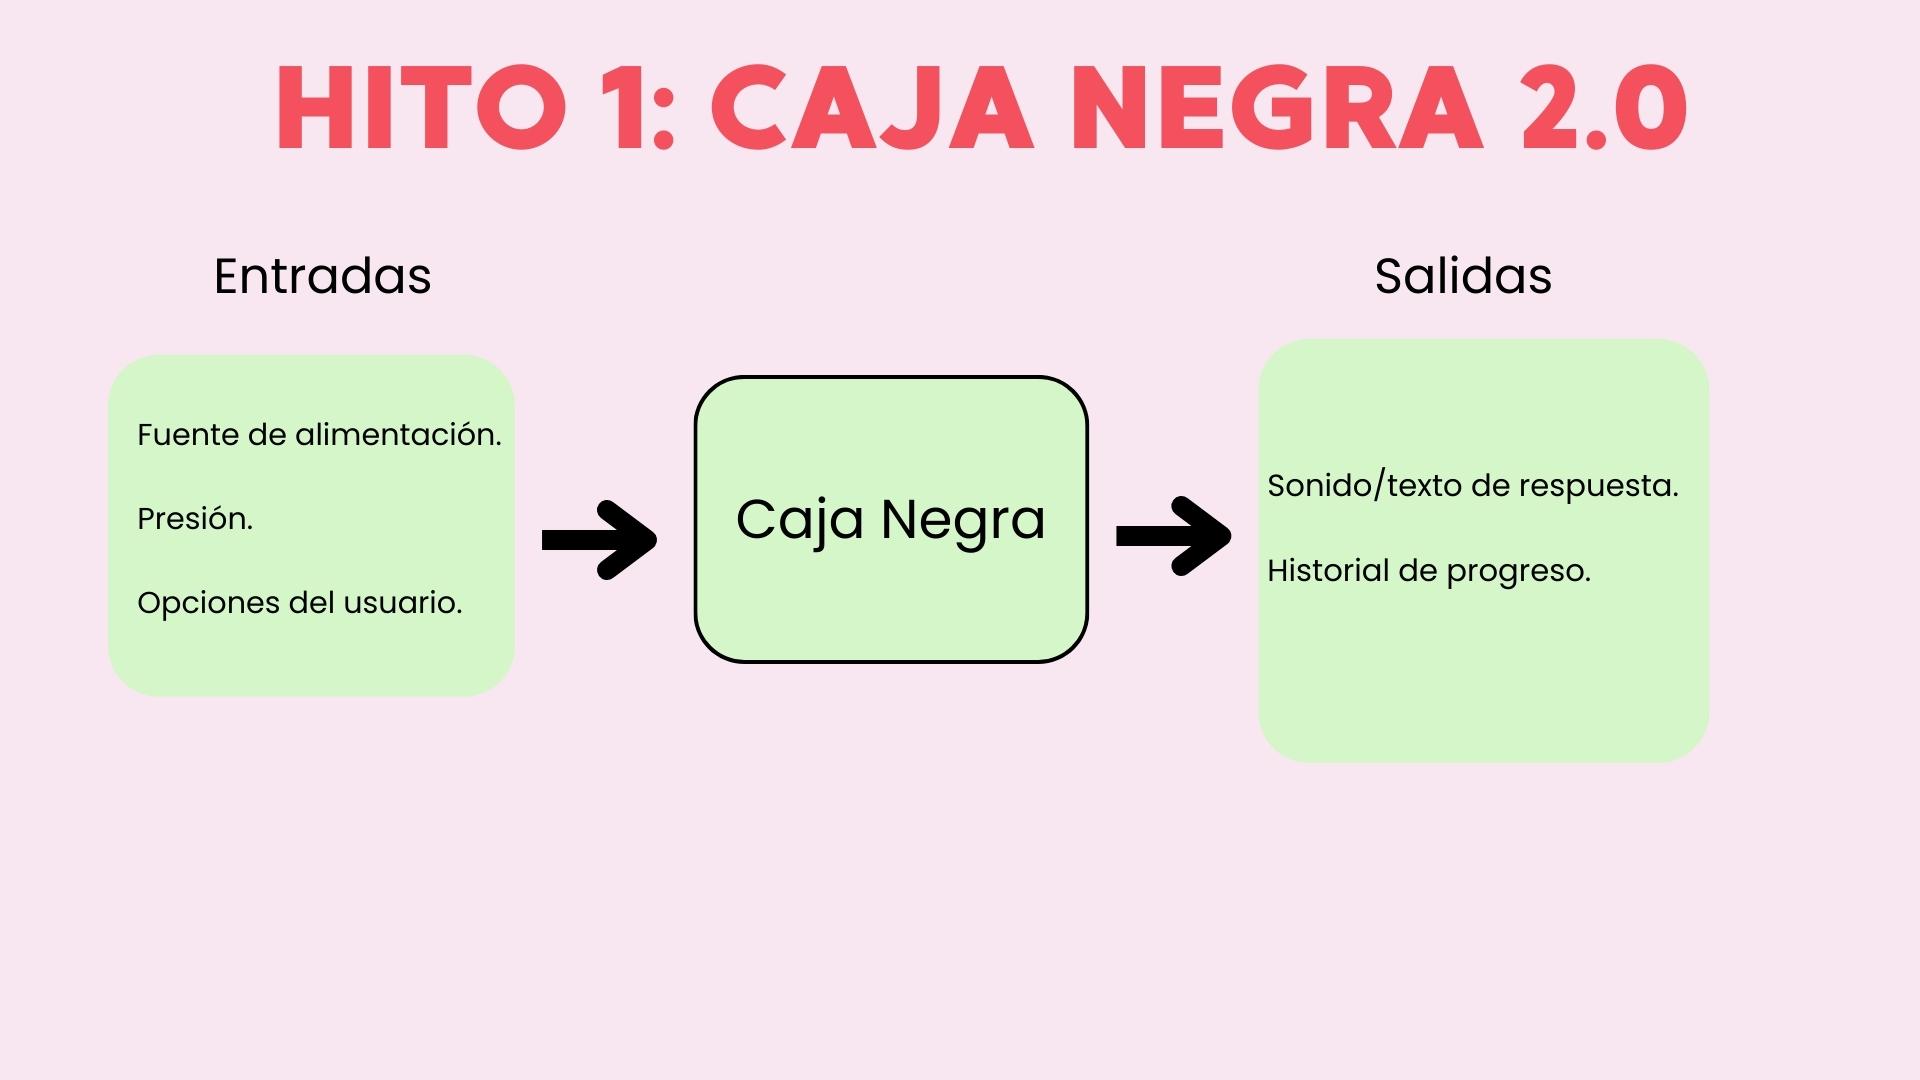 HITO 1: CAJA NEGRA 2.0
Entradas
Fuente de alimentación.
Presión.
Opciones del usuario.
Caja Negra
Salidas
Sonido/texto de respuesta.
Historial de progreso.